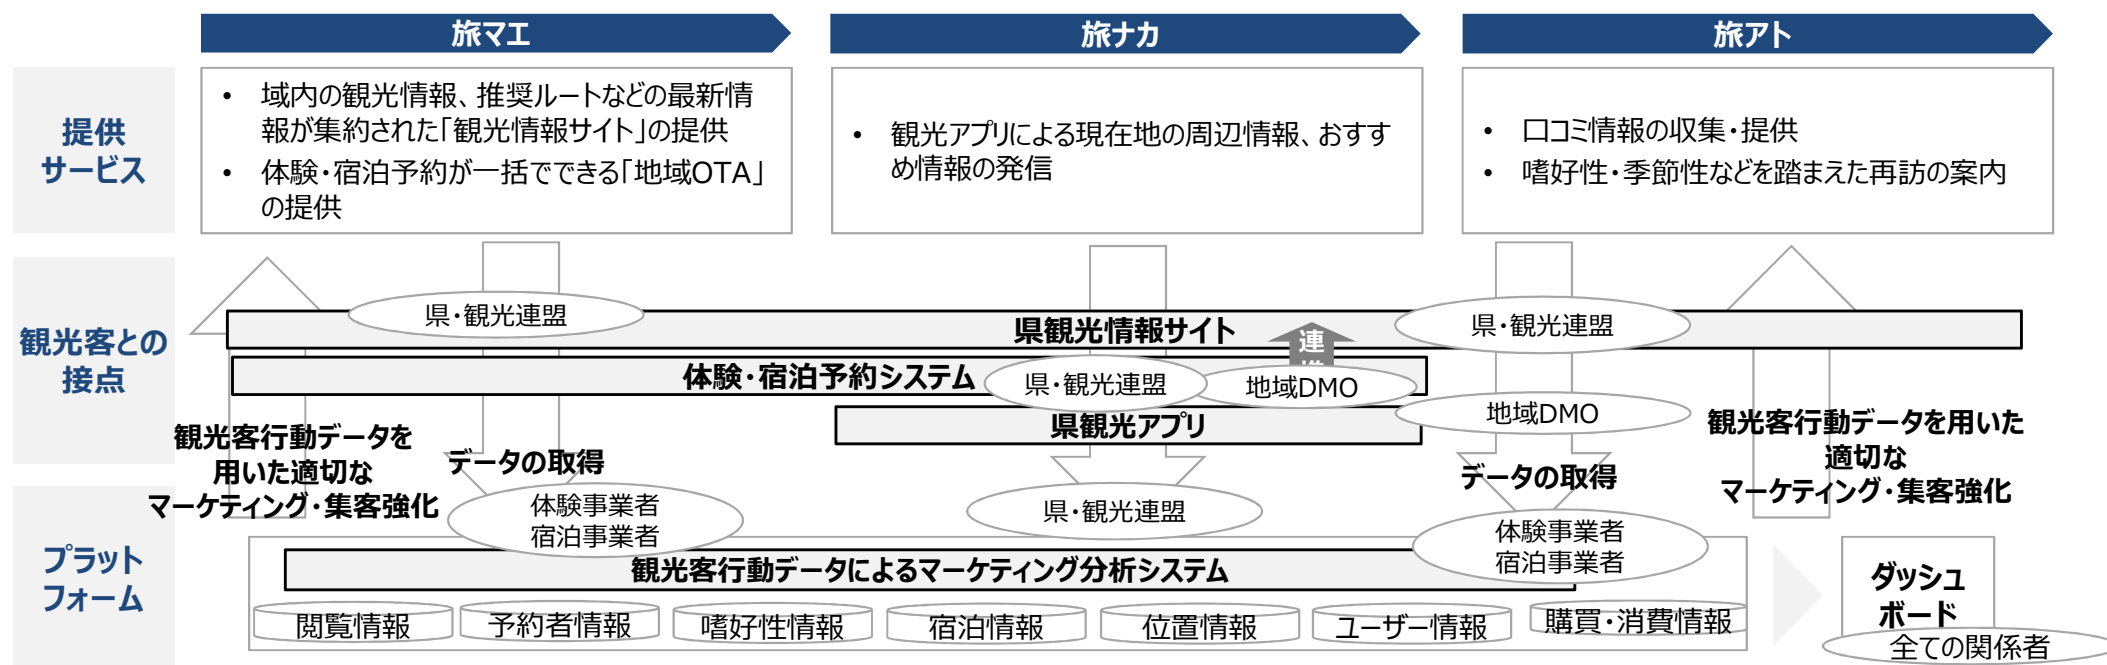 旅マエ
旅ナカ
旅アト
提供
サービス
• 域内の観光情報、推奨ルートなどの最新情
報が集約された「観光情報サイト」の提供
• 体験・宿泊予約が一括でできる「地域OTA」
の提供
• 観光アプリによる現在地の周辺情報、おすす
め情報の発信
• 口コミ情報の収集・提供
• 嗜好性・季節性などを踏まえた再訪の案内
観光客との
接点
県・観光連盟
県観光情報サイト
連
県・観光連盟
体験・宿泊予約システム
県・観光連盟
地域DMO
県観光アプリ
地域DMO
観光客行動データを
用いた適切な
マーケティング・集客強化
データの取得
体験事業者
宿泊事業者
県・観光連盟
データの取得
体験事業者
宿泊事業者
観光客行動データを用いた
適切な
マーケティング・集客強化
プラット
フォーム
観光客行動データによるマーケティング分析システム
閲覧情報
予約者情報
嗜好性情報
宿泊情報
位置情報
ユーザー情報
購買・消費情報
ダッシュ
ボード
全ての関係者